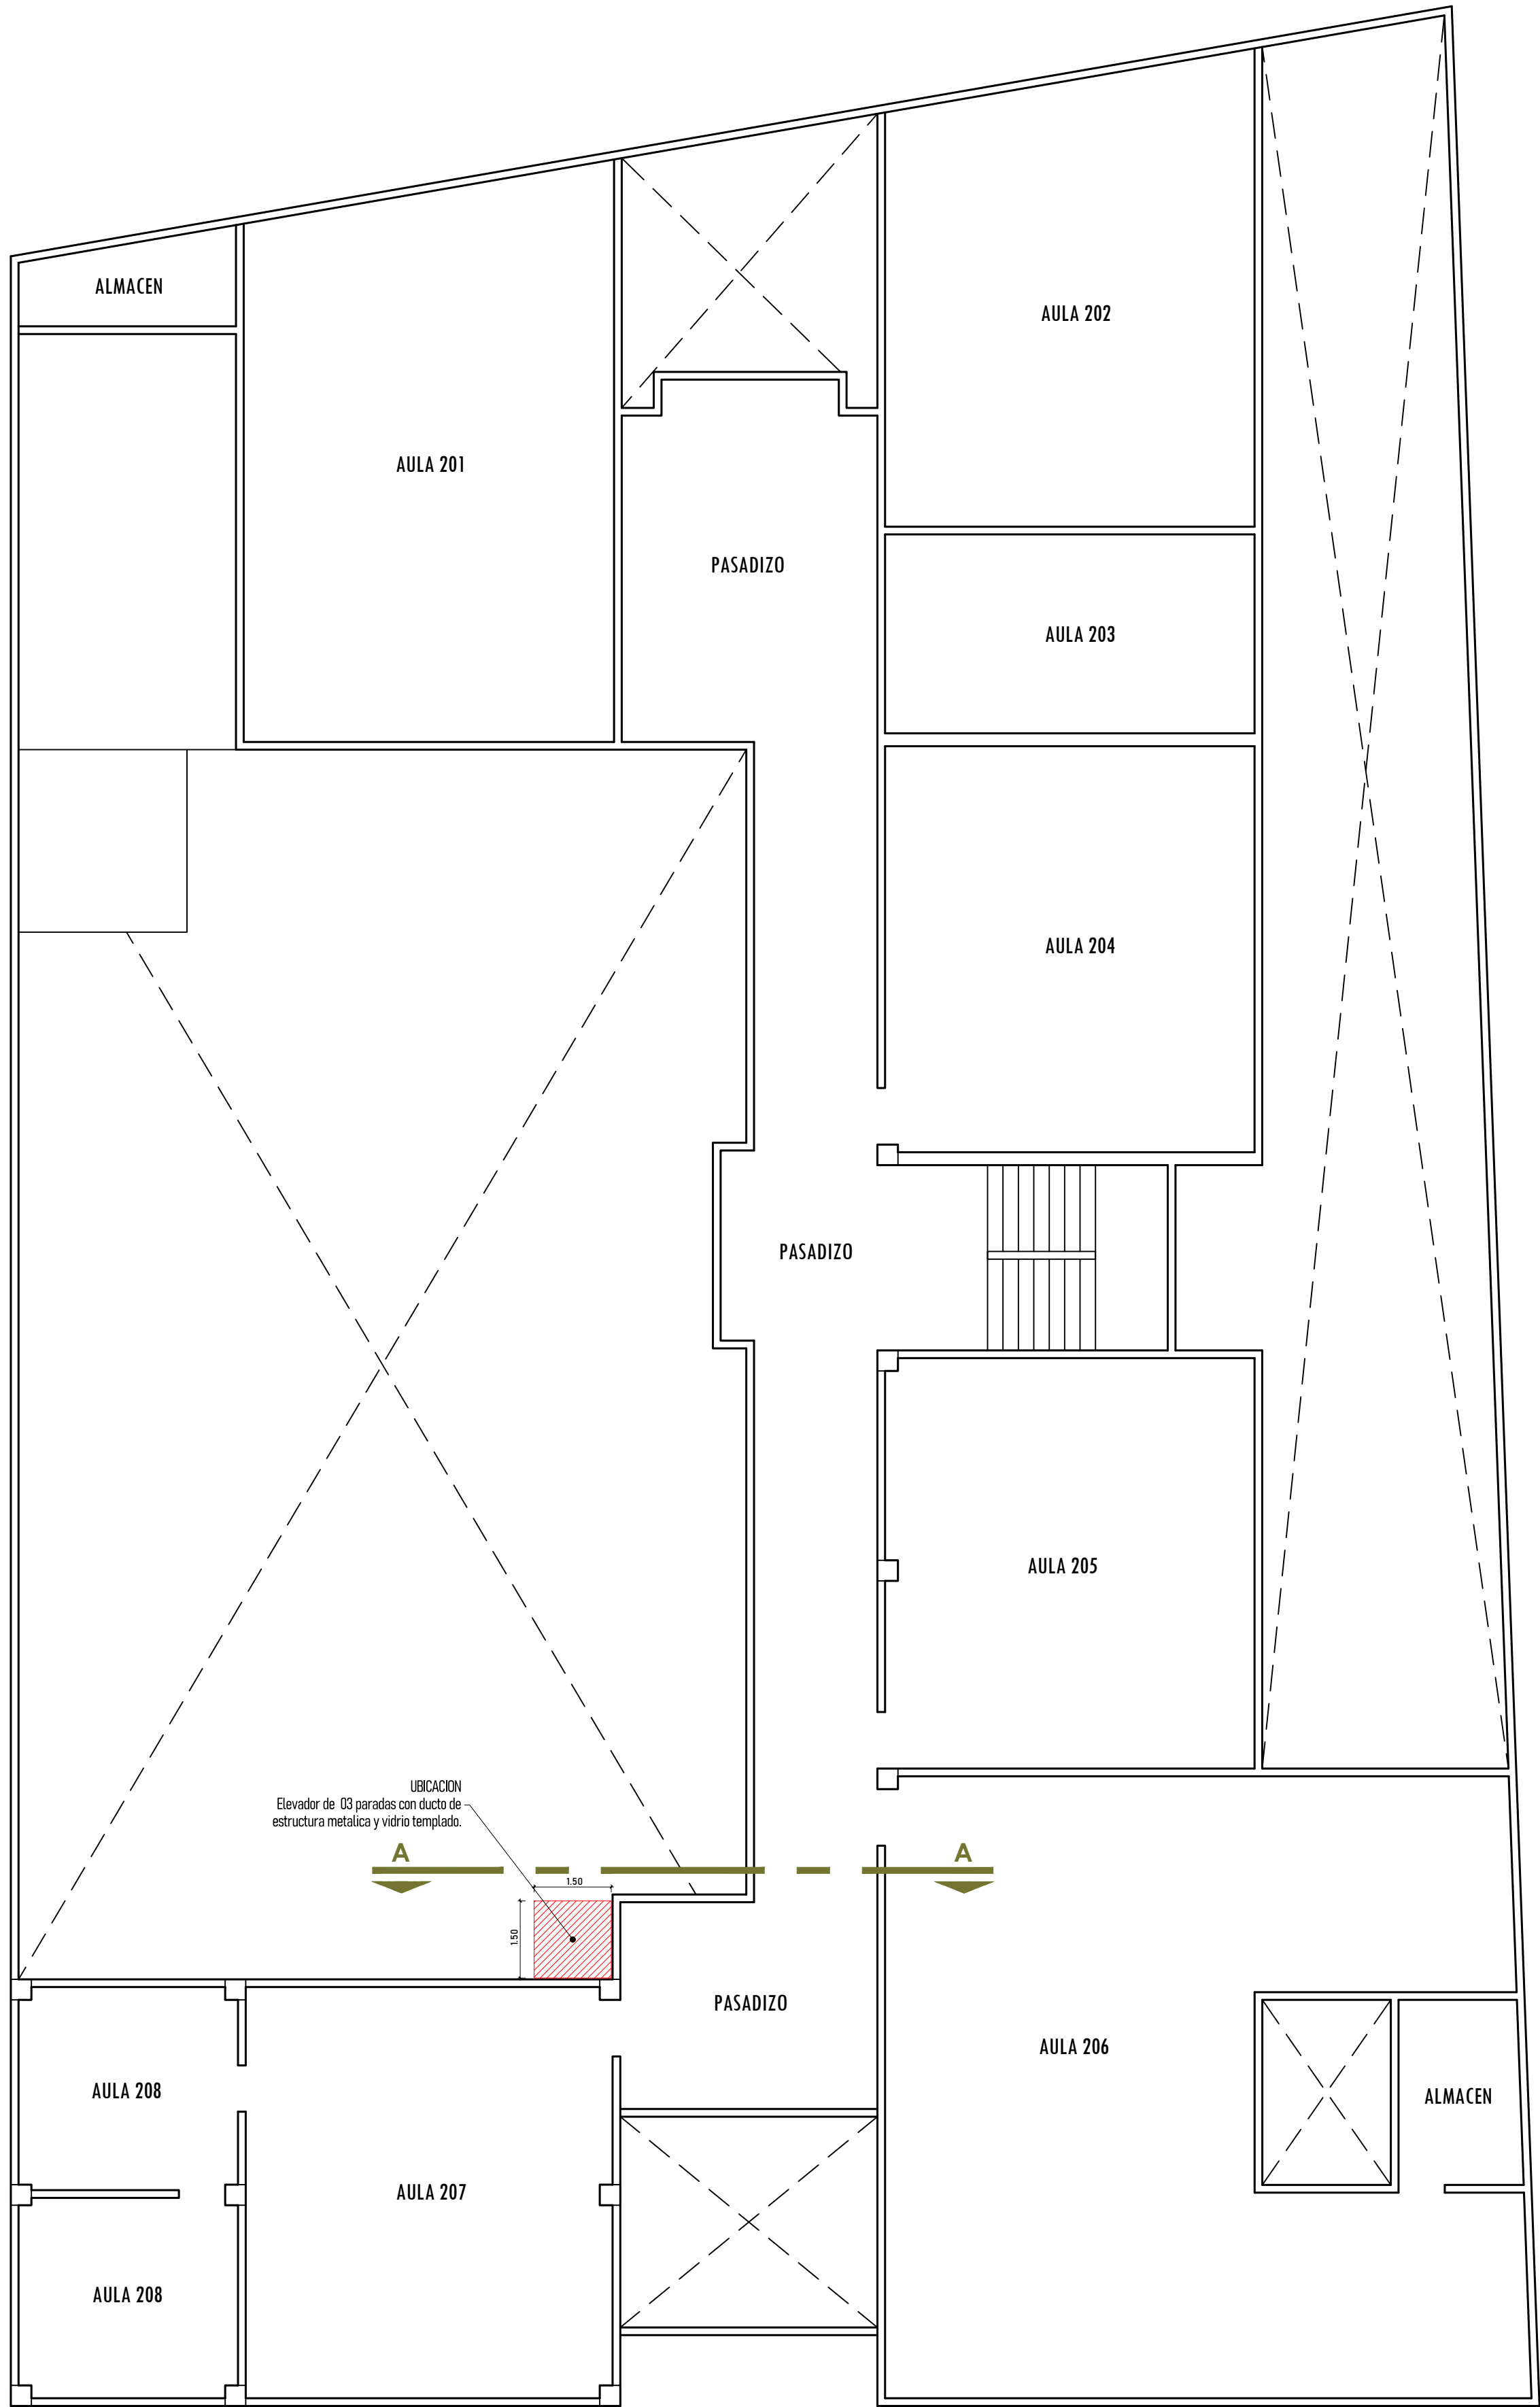 ALMACEN
AULA 202
AULA 201
PASADIZO
AULA 203
AULA 204
PASADIZO
AULA 205
UBICACION
Elevador de 03 paradas con ducto de
estructura metalica y vidrio templado.
A
A
1.50
1.50
PASADIZO
AULA 206
AULA 208
ALMACEN
AULA 207
AULA 208